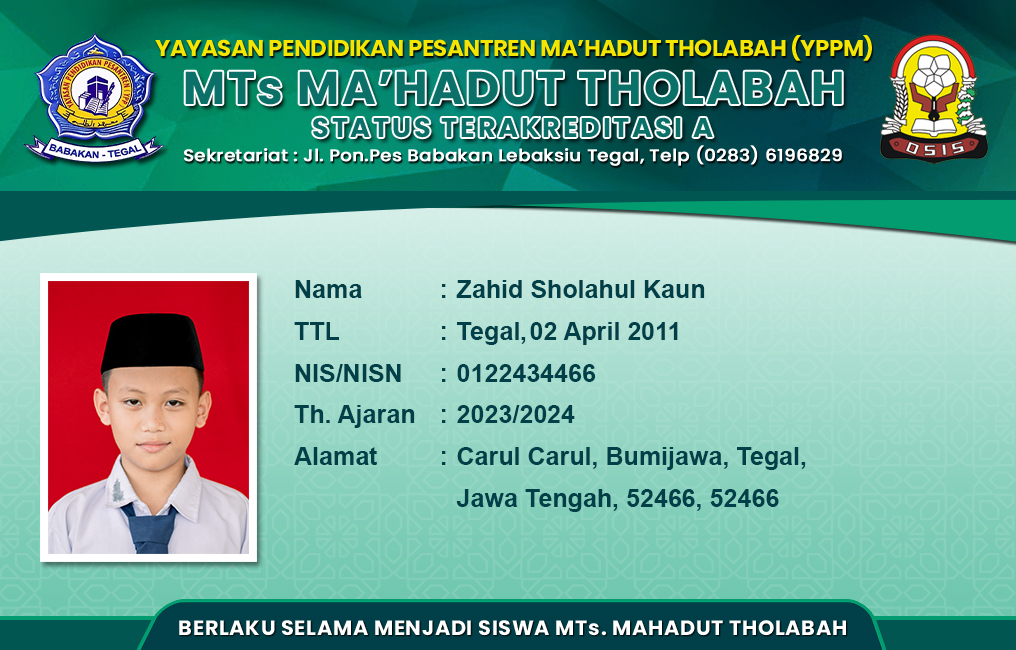 YAYASAN PENDIDIKAN PESANTREN MA'HADUT THOLABAH (YPPM)
MTs MA'HADUT THOLABAH
STATUS TERAKREDITASI A
Sekretariat : Jl. Pon.Pes Babakan Lebaksiu Tegal, Telp (0283) 6196829
YAYASAN PENDIDIKAN PESANTREN
BABAKAN - TEGAL
OSIS
Nama : Zahid Sholahul Kaun
TTL : Tegal, 02 April 2011
NIS/NISN : 0122434466
Th. Ajaran : 2023/2024
Alamat : Carul Carul, Bumijawa, Tegal,
Jawa Tengah, 52466, 52466
BERLAKU SELAMA MENJADI SISWA MTs. MAHADUT THOLABAH